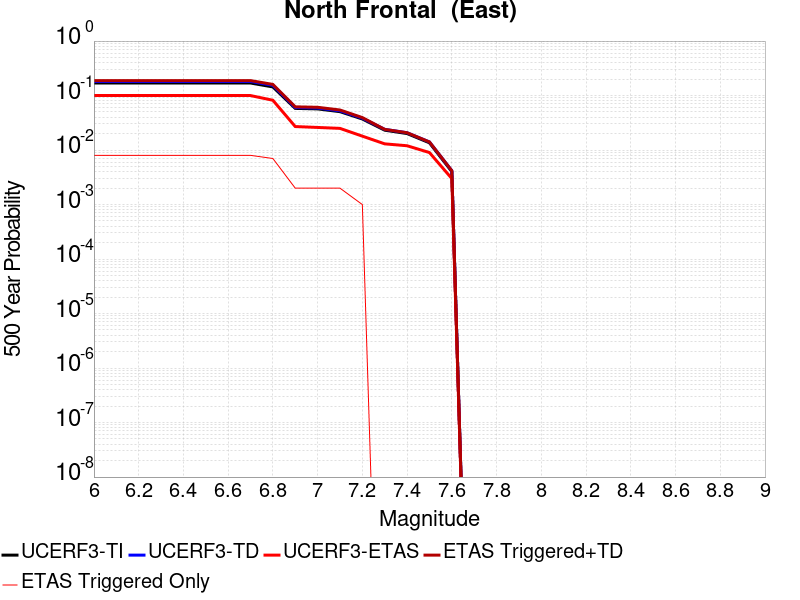 North Frontal  (East)
10^0
10^-1
10^-2
10^-3
10^-4
10^-5
10^-6
10^-7
10^-8
500 Year Probability
6 6.2 6.4 6.6 6.8 7 7.2 7.4 7.6 7.8 8 8.2 8.4 8.6 8.8 9
Magnitude
UCERF3-TI UCERF3-TD UCERF3-ETAS ETAS Triggered+TD
ETAS Triggered Only